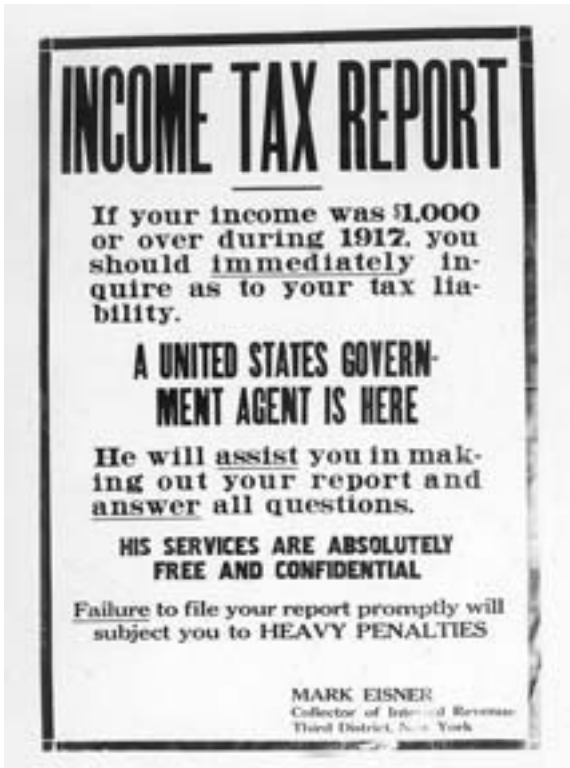 INCOME TAX REPORT
If your income was $1,000
or over during 1917, you
should immediately in-
quire as to your tax lia-
bility.
A UNITED STATES GOVERN-
MENT AGENT IS HERE
He will assist you in mak-
ing out your report and
answer all questions.
HIS SERVICES ARE ABSOLUTELY
FREE AND CONFIDENTIAL
Failure to file your report promptly will
subject you to HEAVY PENALTIES
MARK EISNER
Collector of Internal Revenue
Third District, New York